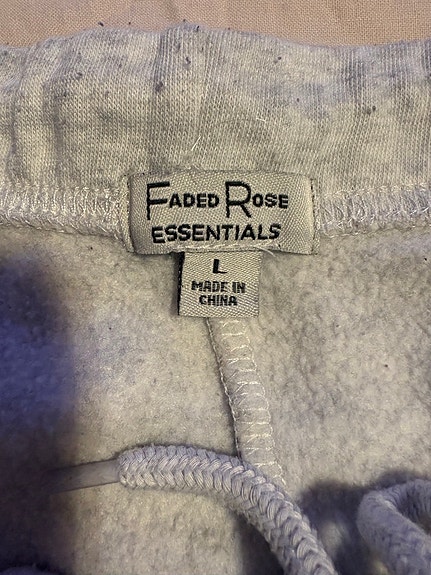 FADED ROSE
ESSENTIALS
L
MADE IN
CHINA